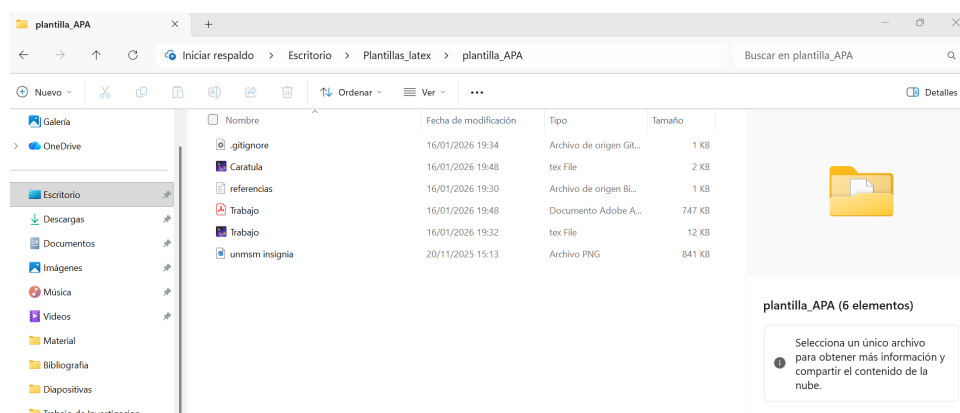 plantilla_APA
Iniciar respaldo > Escritorio > Plantillas_latex > plantilla_APA
Buscar en plantilla_APA
Nuevo
Ordenar
Ver
Detalles
Galería
OneDrive
Escritorio
Descargas
Documentos
Imágenes
Música
Videos
Material
Bibliografia
Diapositivas
Nombre Fecha de modificación Tipo Tamaño
.gitignore 16/01/2026 19:34 Archivo de origen Git... 1 KB
Caratula 16/01/2026 19:48 tex File 2 KB
referencias 16/01/2026 19:30 Archivo de origen Bi... 1 KB
Trabajo 16/01/2026 19:48 Documento Adobe A... 747 KB
Trabajo 16/01/2026 19:32 tex File 12 KB
unmsm insignia 20/11/2025 15:13 Archivo PNG 841 KB
plantilla_APA (6 elementos)
Selecciona un único archivo
para obtener más información y
compartir el contenido de la
nube.